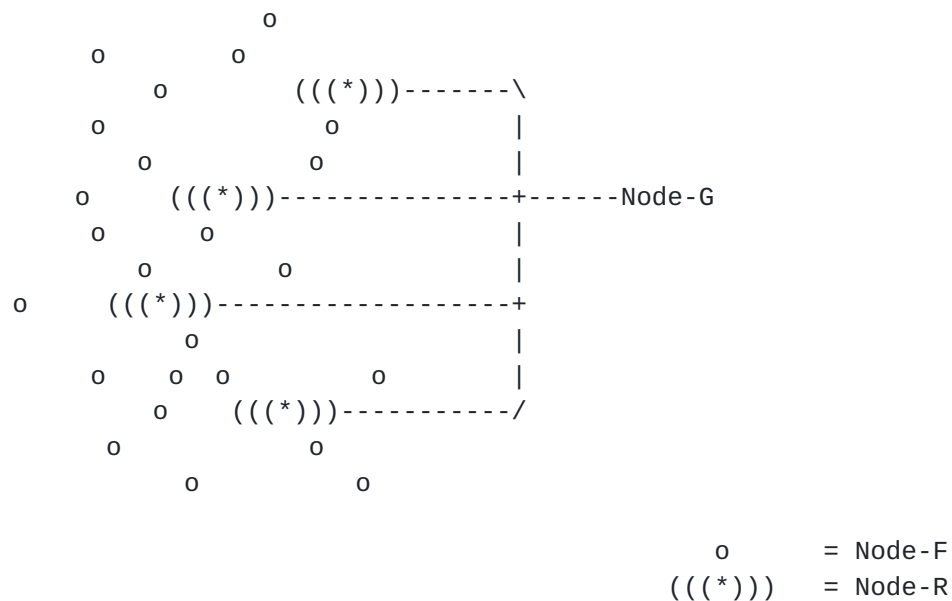 o
     o        o
         o        (((*)))-------\
     o              o           |
        o          o            |
    o     (((*)))---------------+------Node-G
     o      o                   |
        o        o              |
o     (((*)))-------------------+
           o                    |
     o    o  o         o        |
         o    (((*)))-----------/
      o            o
           o          o
o      = Node-F
(((*)))   = Node-R